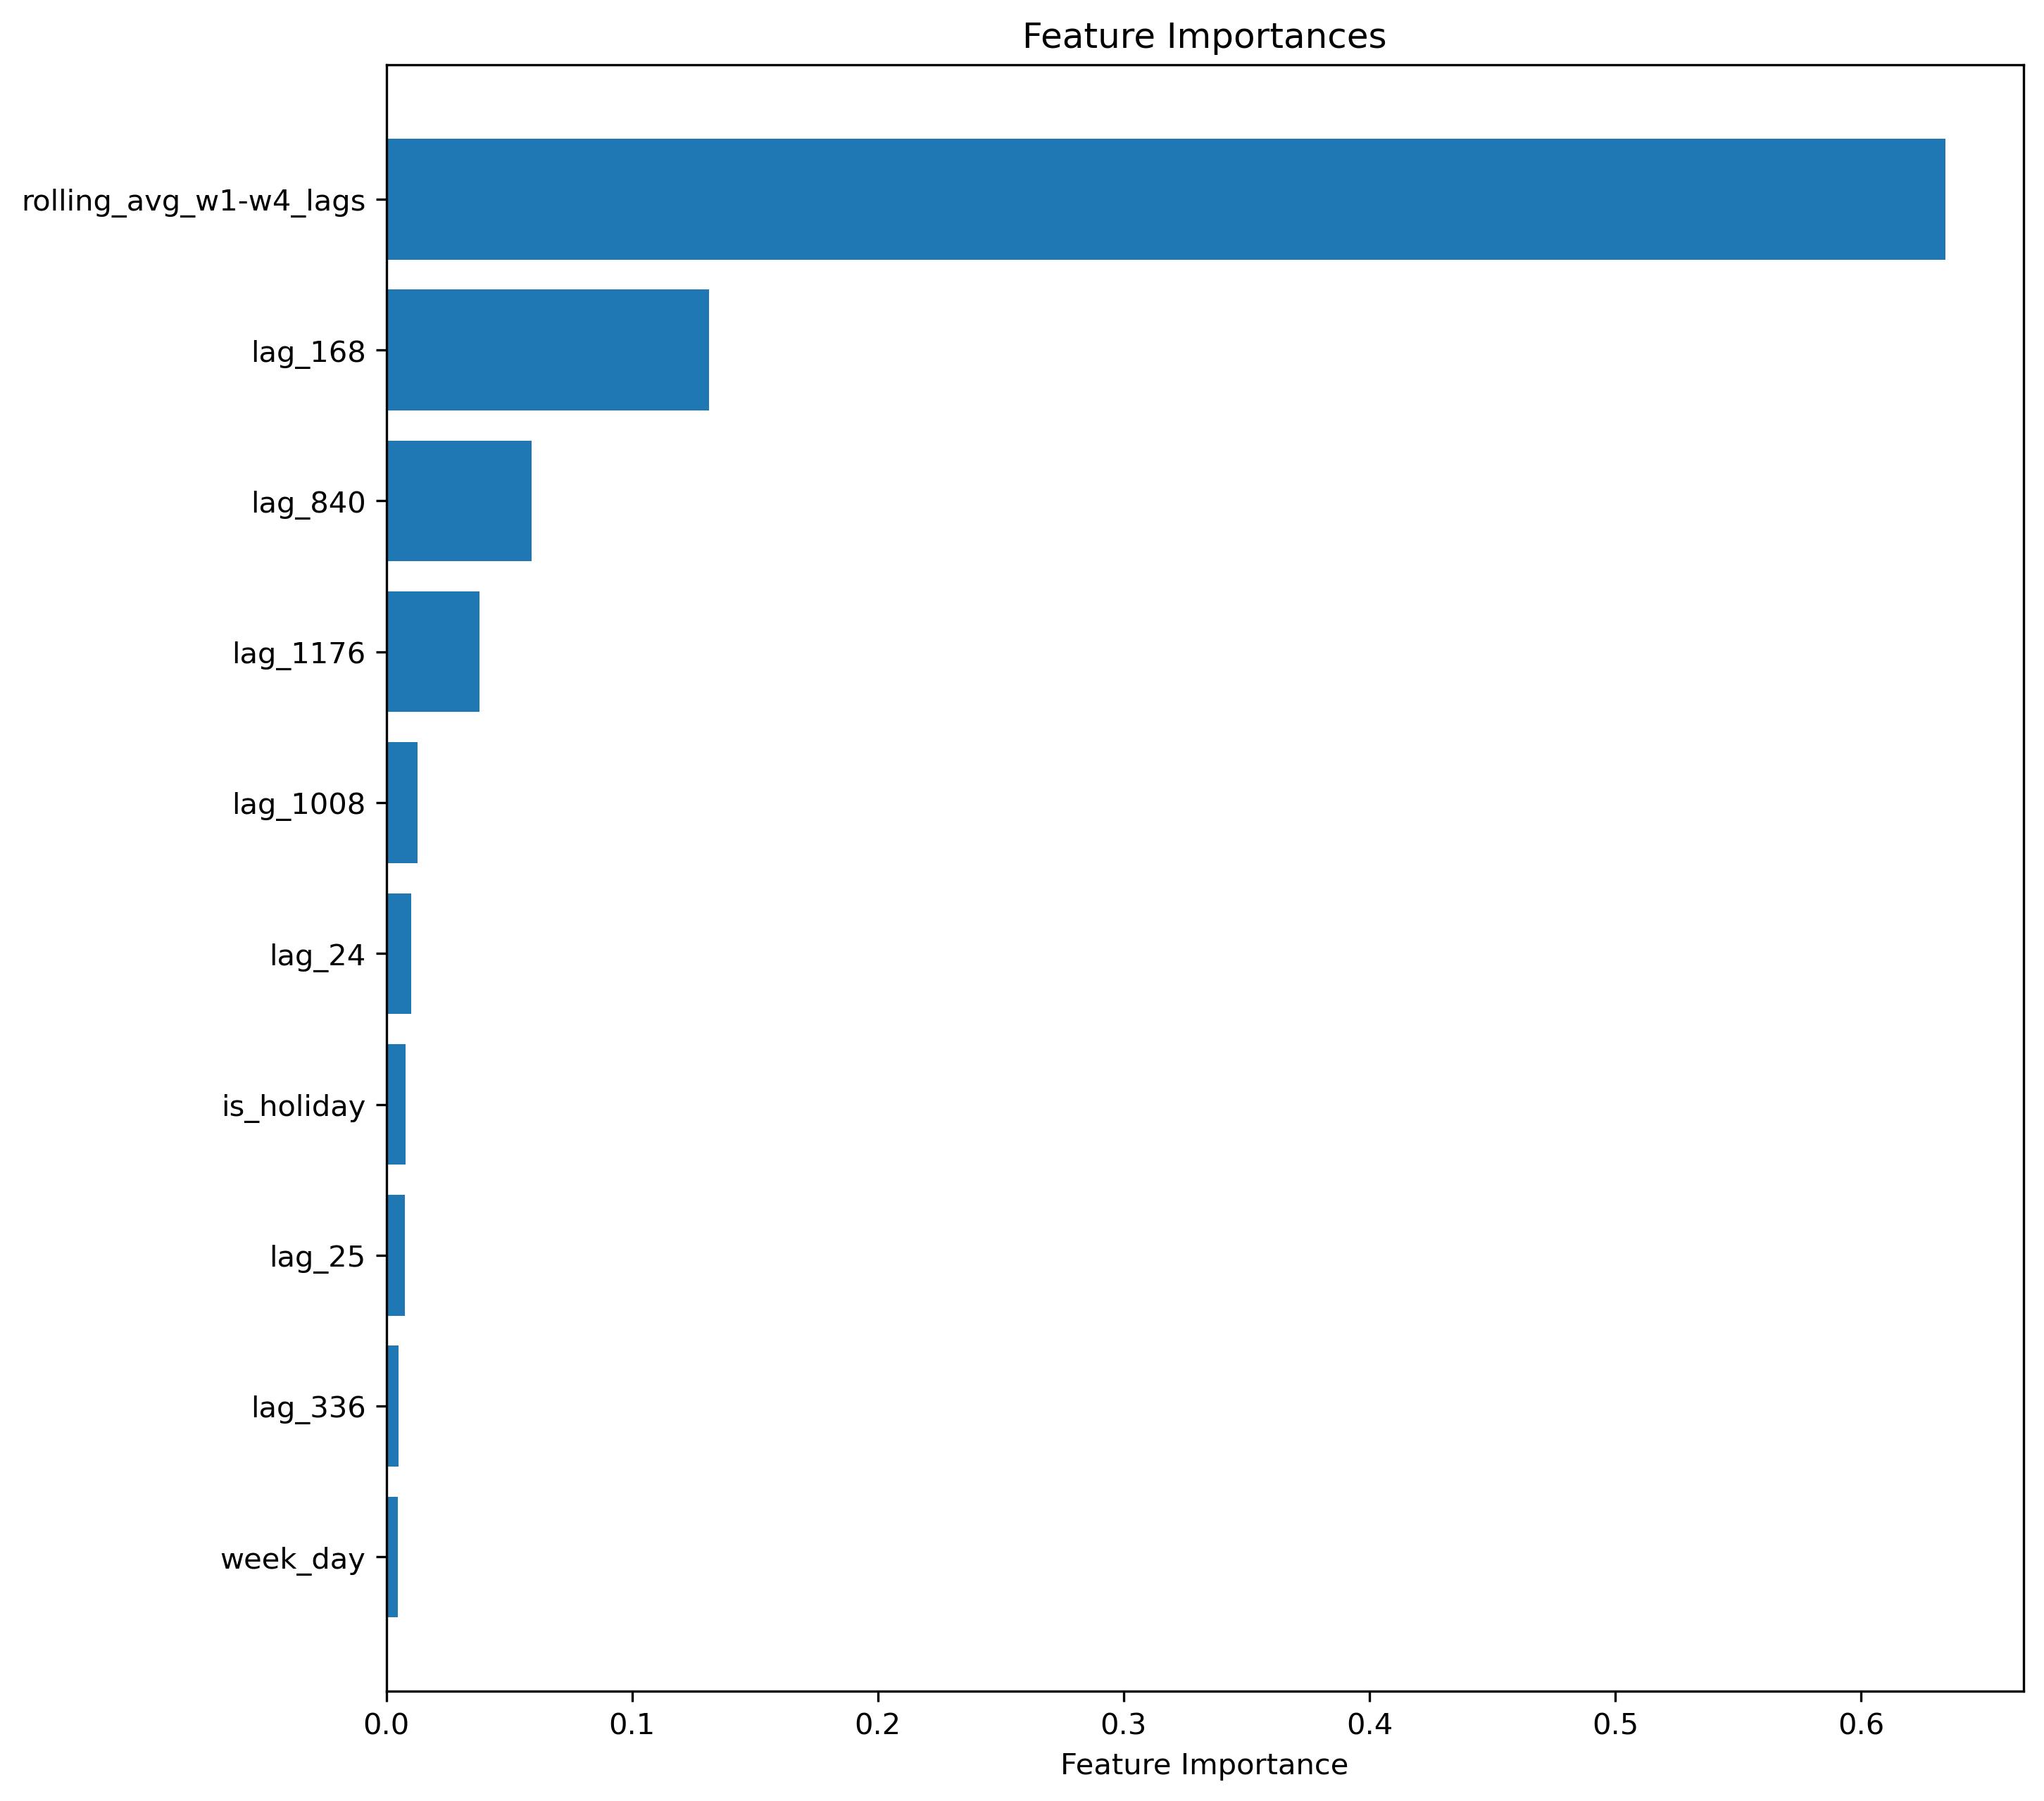 Feature Importances
rolling_avg_w1-w4_lags
lag_168
lag_840
lag_1176
lag_1008
lag_24
is_holiday
lag_25
lag_336
week_day
0.0 0.1 0.2 0.3 0.4 0.5 0.6
Feature Importance